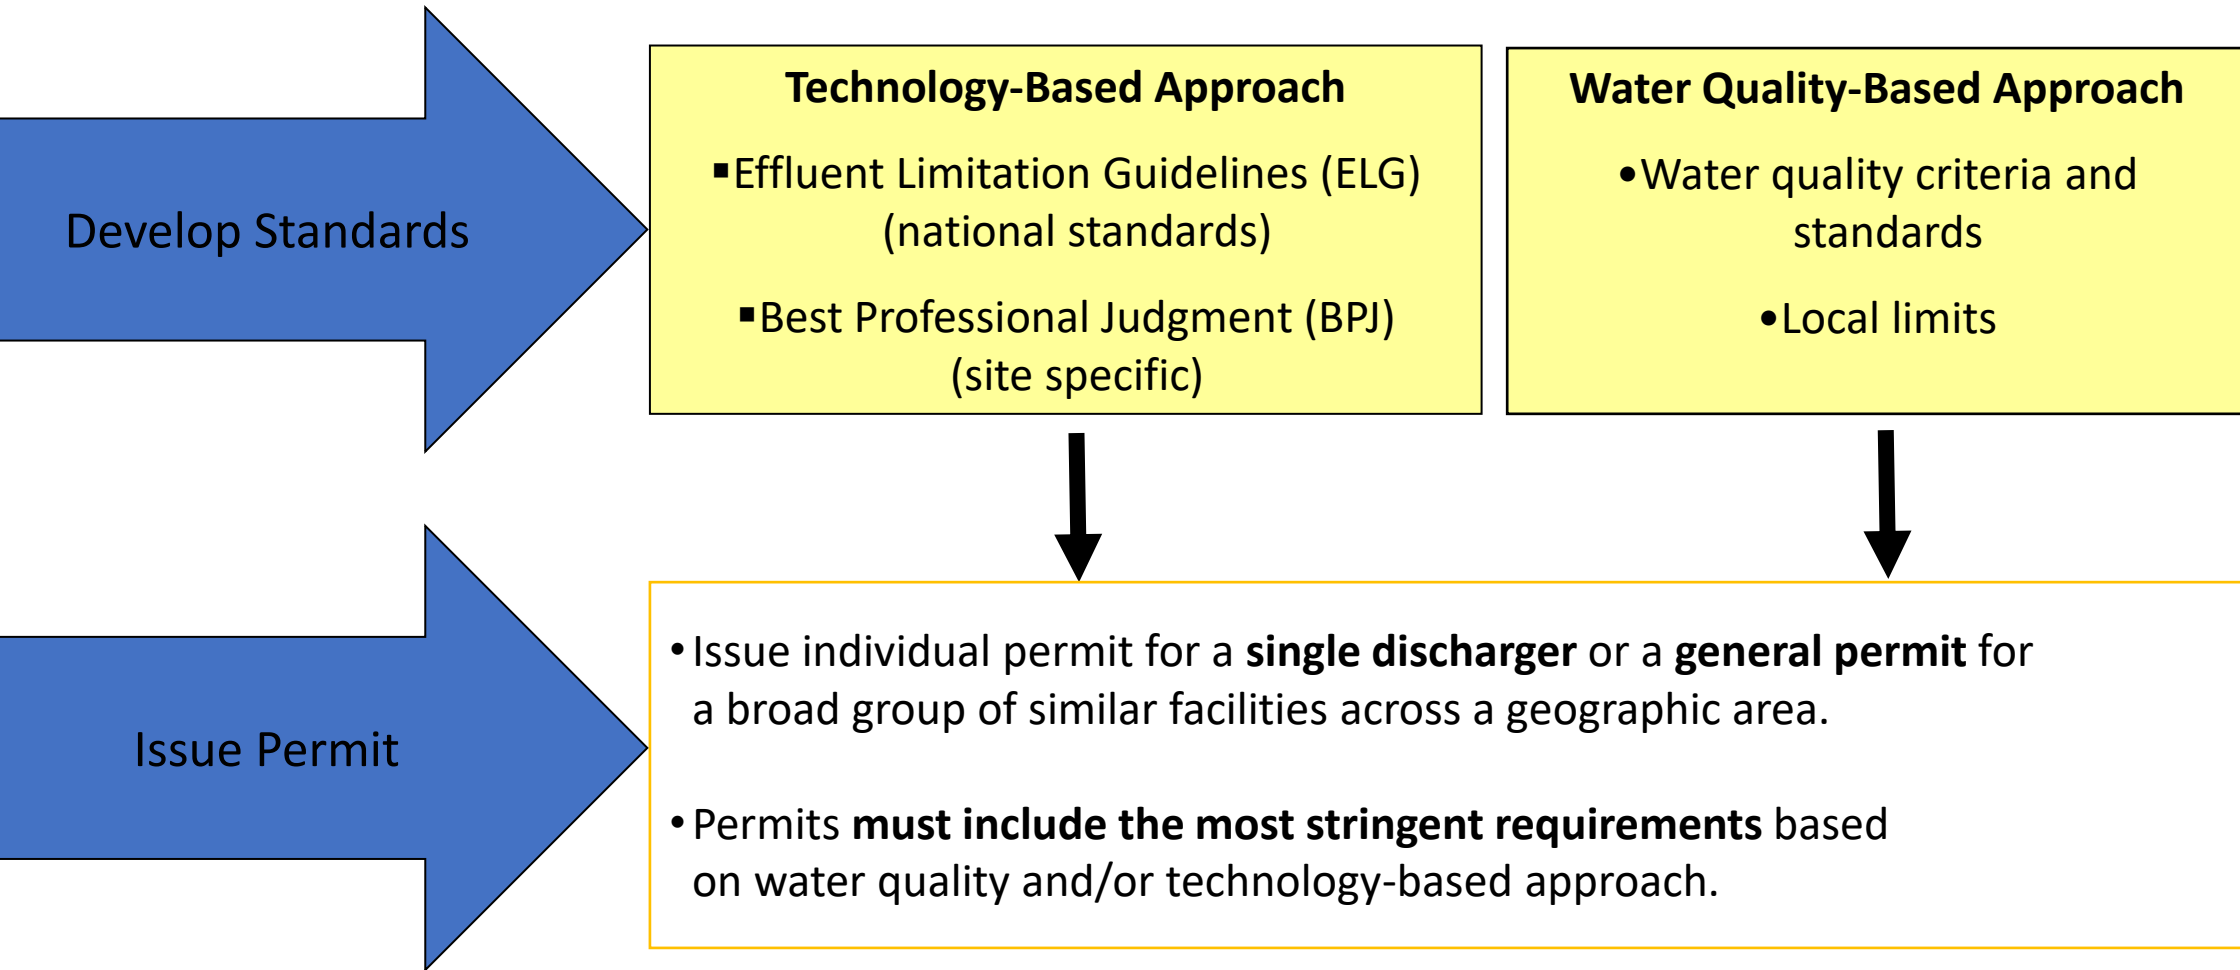 Develop Standards
Technology-Based Approach
▪Effluent Limitation Guidelines (ELG)
(national standards)
▪Best Professional Judgment (BPJ)
(site specific)
Water Quality-Based Approach
•Water quality criteria and
standards
•Local limits
Issue Permit
•Issue individual permit for a single discharger or a general permit for
a broad group of similar facilities across a geographic area.
•Permits must include the most stringent requirements based
on water quality and/or technology-based approach.